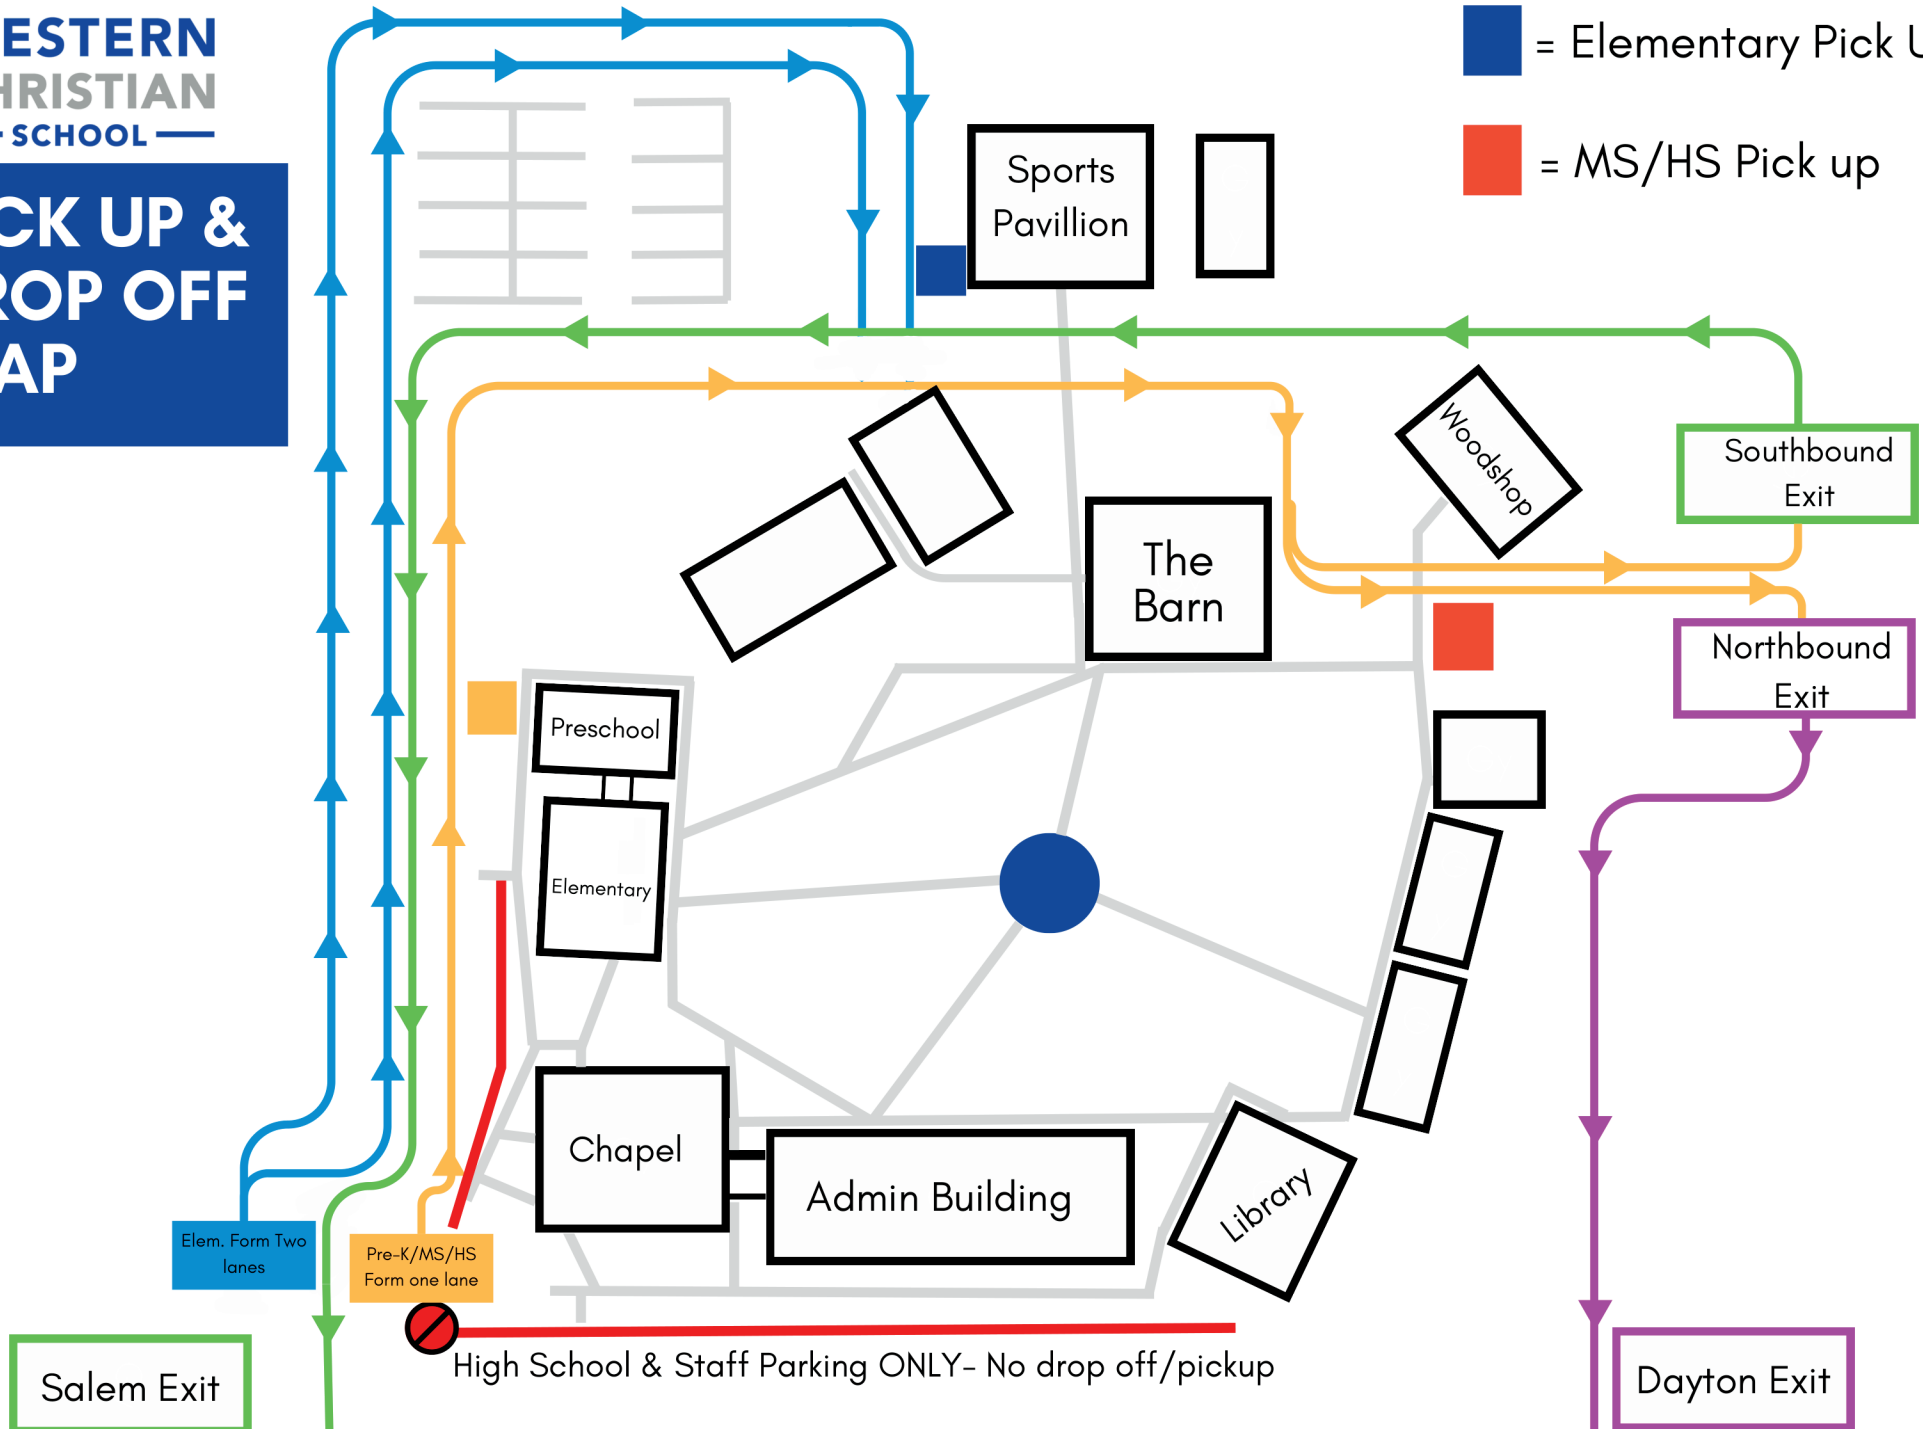 ESTERN
HRISTIAN
SCHOOL
CK UP &
ROP OFF
AP
= Elementary Pick U
= MS/HS Pick up
Sports
Pavillion
Woodshop
Southbound
Exit
The
Barn
Northbound
Exit
Preschool
Elementary
Chapel
Admin Building
Library
Elem. Form Two
lanes
Pre-K/MS/HS
Form one lane
High School & Staff Parking ONLY- No drop off/pickup
Salem Exit
Dayton Exit